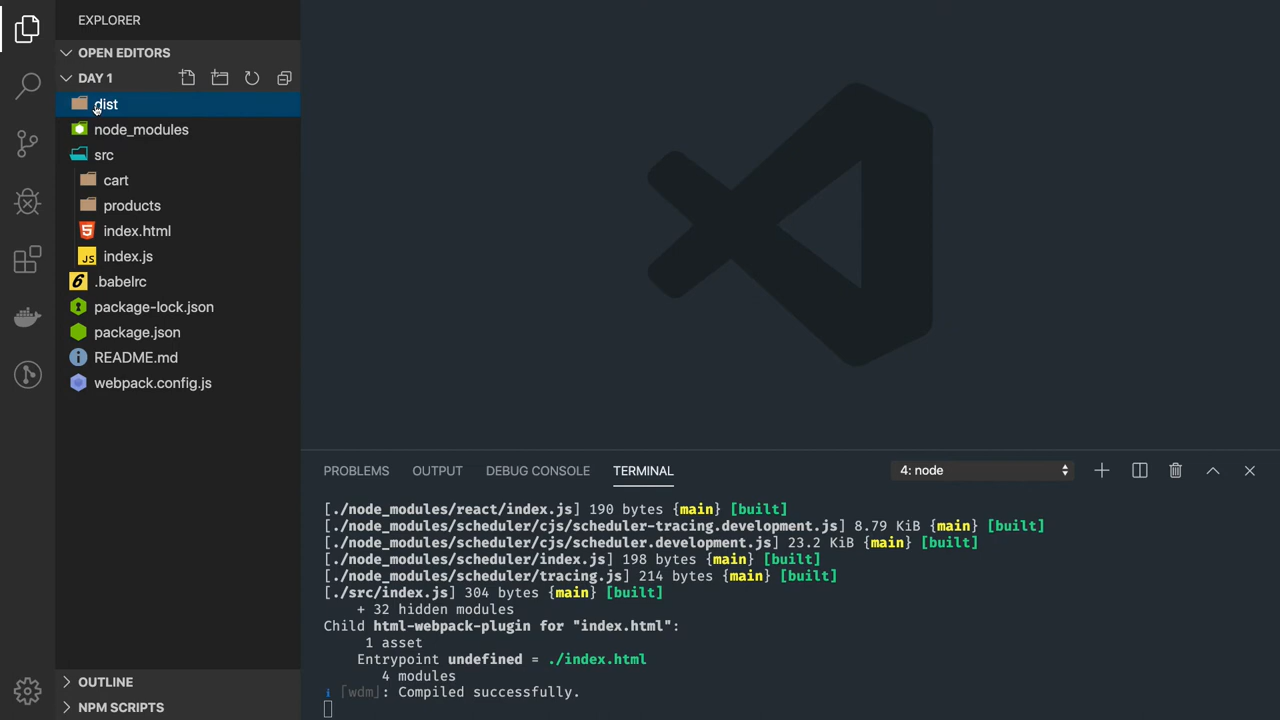 EXPLORER
OPEN EDITORS
DAY 1
dist
node_modules
src
cart
products
index.html
index.js
.babelrc
package-lock.json
package.json
README.md
webpack.config.js
OUTLINE
NPM SCRIPTS
PROBLEMS OUTPUT DEBUG CONSOLE TERMINAL 4: node
[./node_modules/react/index.js] 190 bytes {main} [built]
[./node_modules/scheduler/cjs/scheduler-tracing.development.js] 8.79 KiB {main} [built]
[./node_modules/scheduler/cjs/scheduler.development.js] 23.2 KiB {main} [built]
[./node_modules/scheduler/index.js] 198 bytes {main} [built]
[./node_modules/scheduler/tracing.js] 214 bytes {main} [built]
[./src/index.js] 304 bytes {main} [built]
+ 32 hidden modules
Child html-webpack-plugin for "index.html":
1 asset
Entrypoint undefined = ./index.html
4 modules
i ⌈wdm⌋: Compiled successfully.